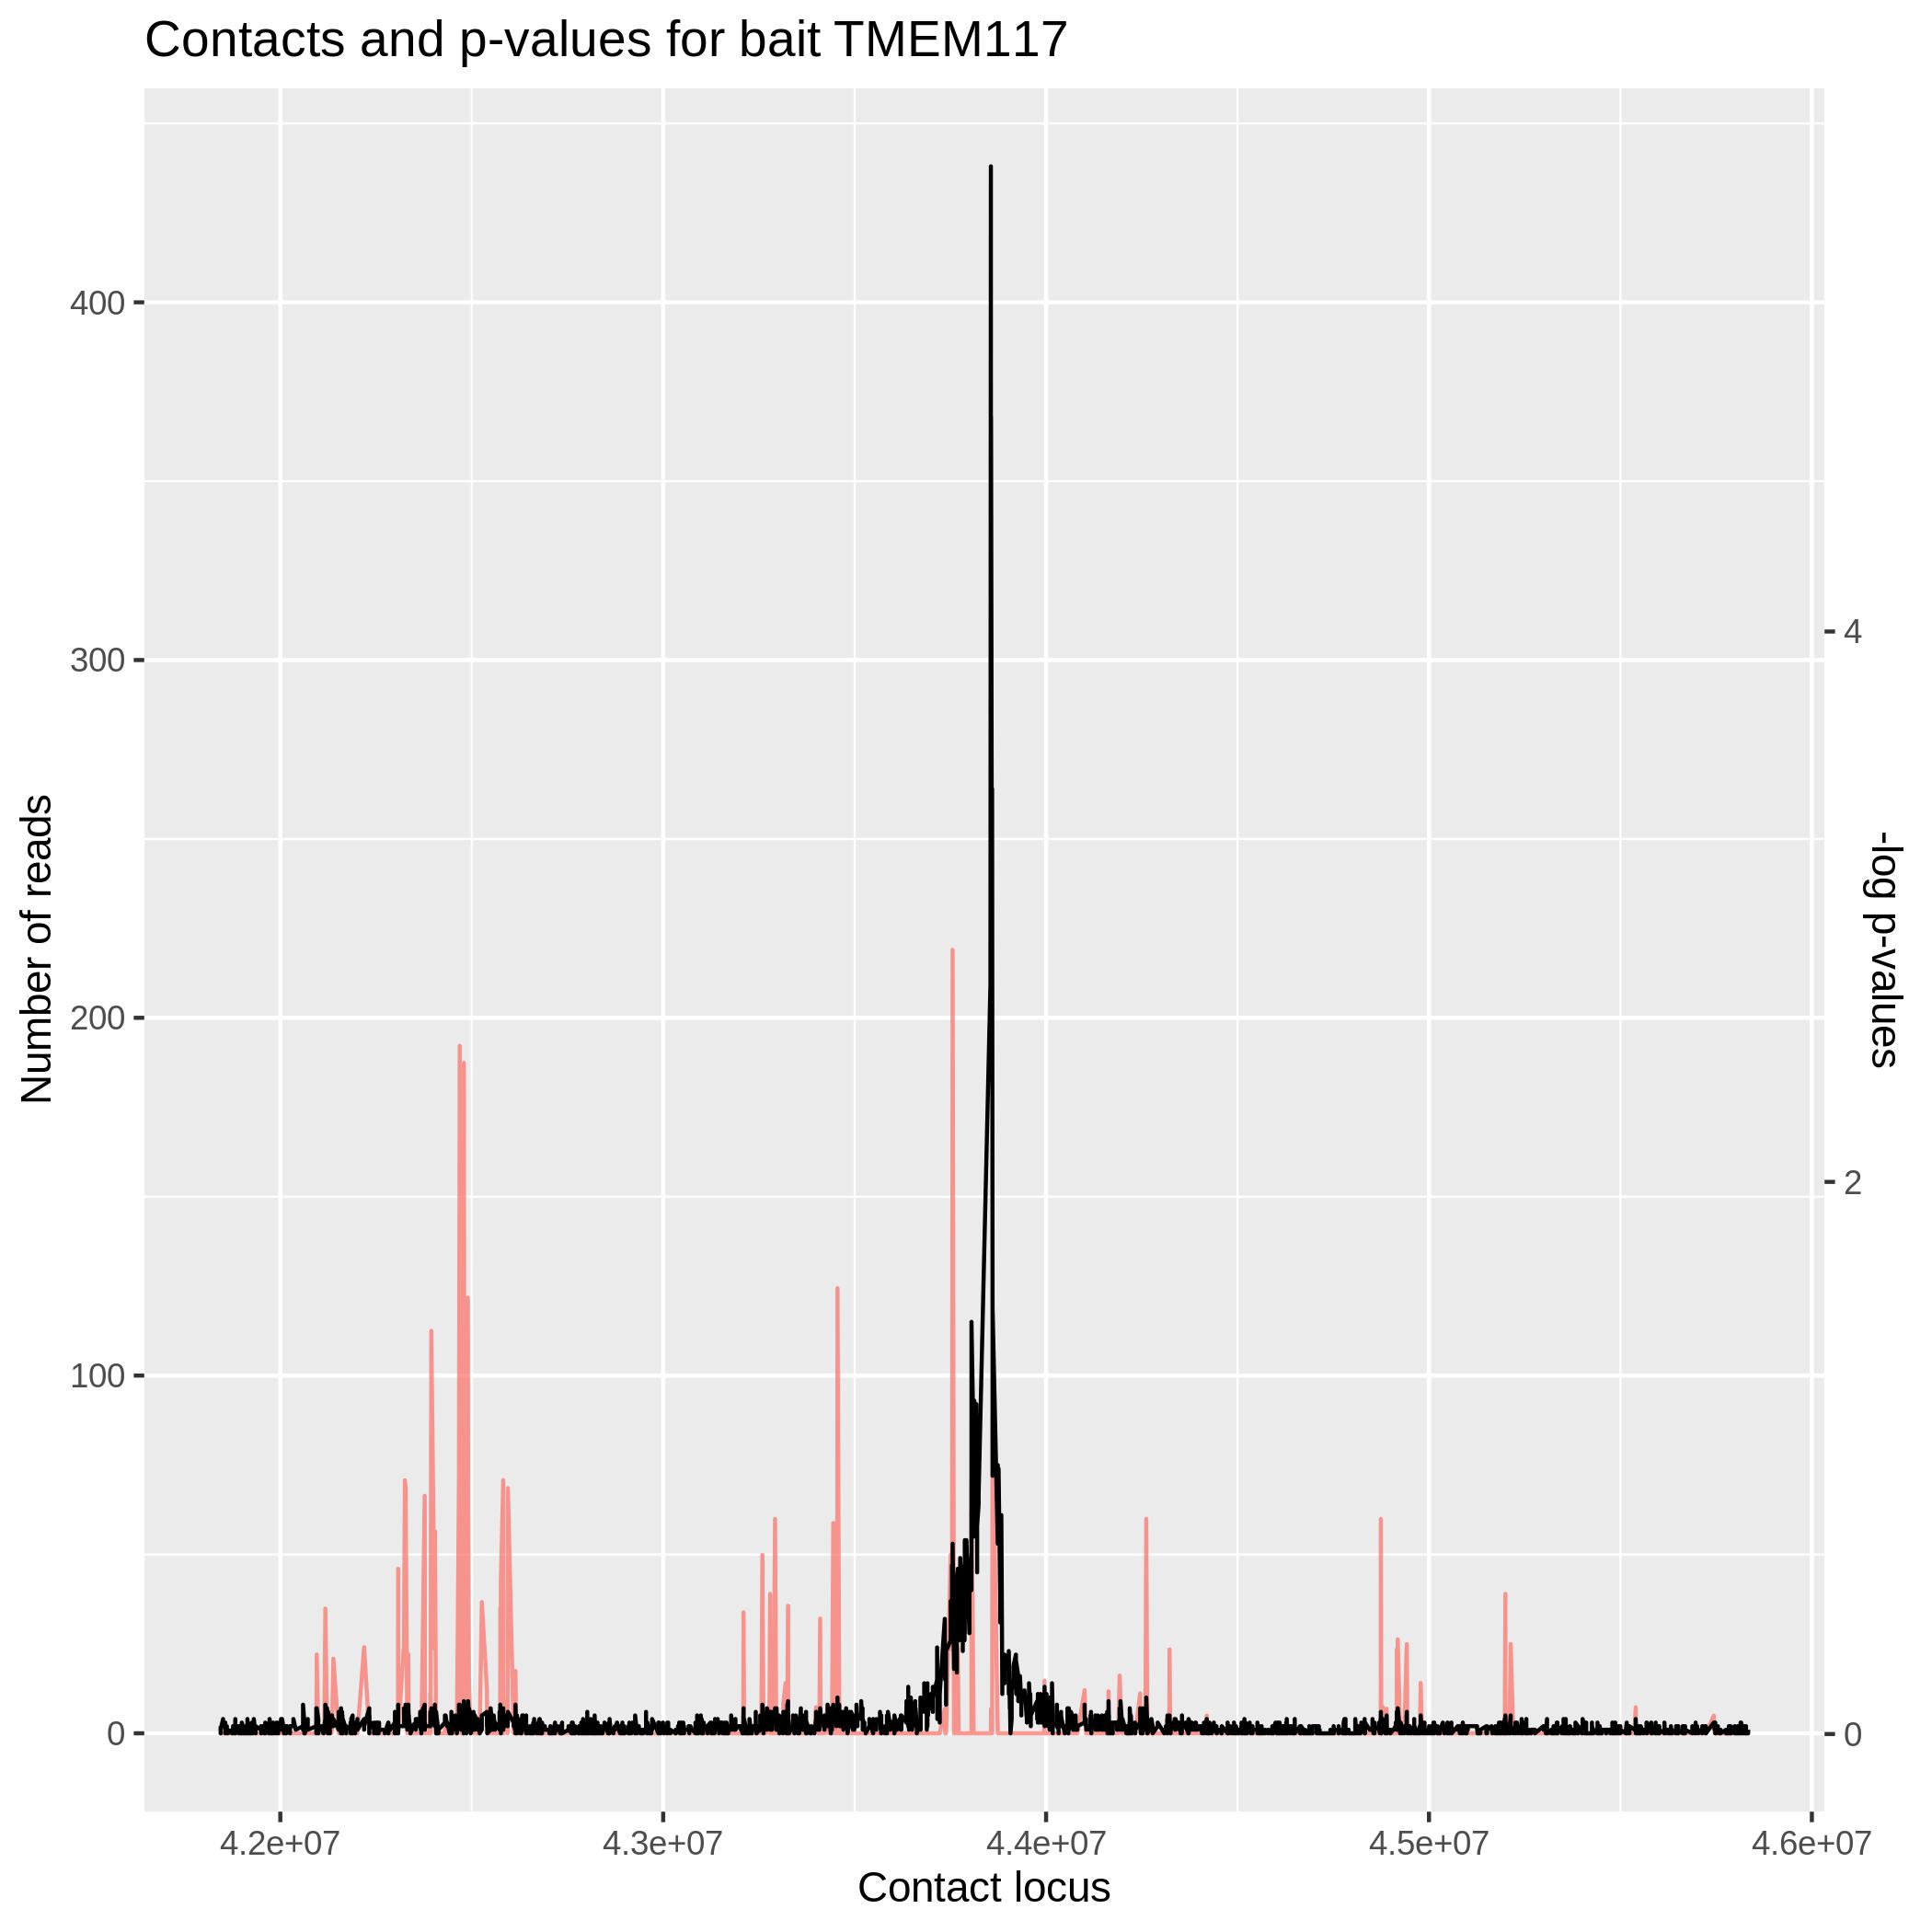 Contacts and p-values for bait TMEM117
Number of reads
400
300
200
100
0
4
2
0
-log p-values
4.2e+07 4.3e+07 4.4e+07 4.5e+07 4.6e+07
Contact locus